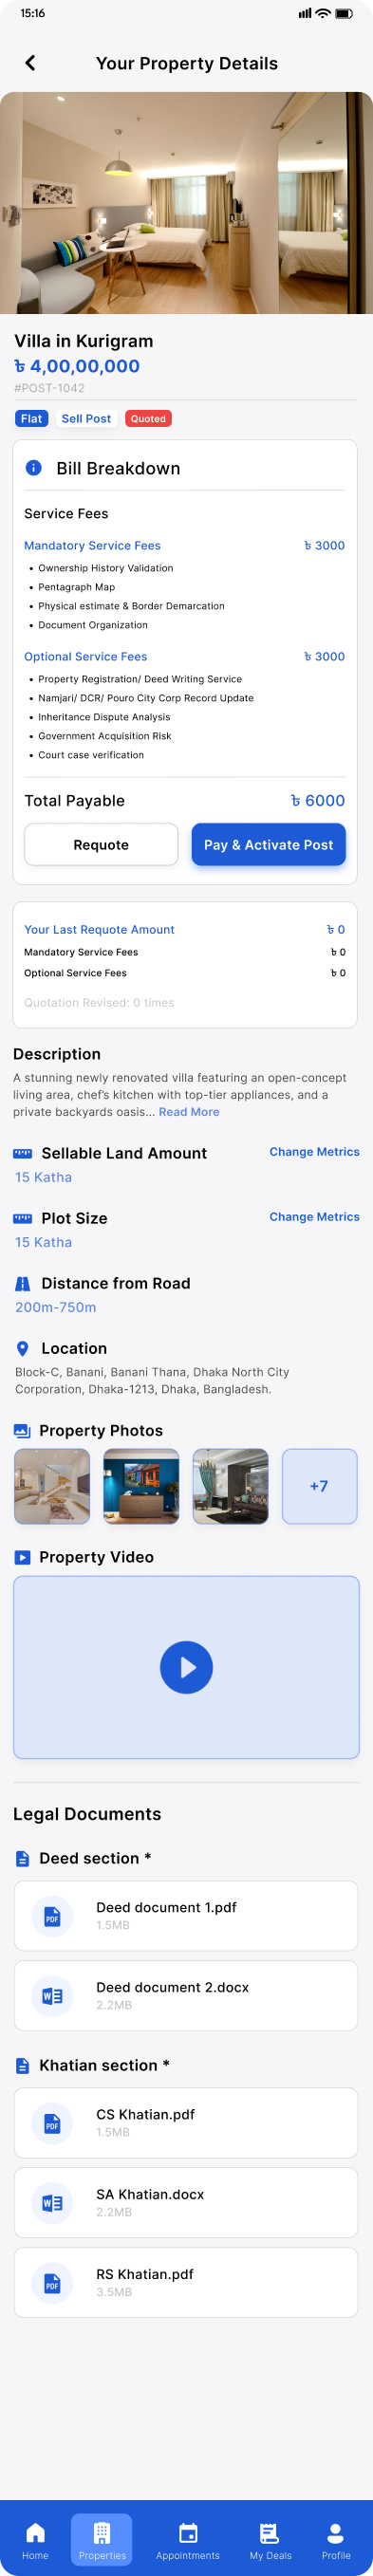 15:16
Your Property Details
Villa in Kurigram
৳ 4,00,00,000
#POST-1042
Flat Sell Post Quoted
Bill Breakdown
Service Fees
Mandatory Service Fees ৳ 3000
• Ownership History Validation
• Pentagraph Map
• Physical estimate & Border Demarcation
• Document Organization
Optional Service Fees ৳ 3000
• Property Registration/ Deed Writing Service
• Namjari/ DCR/ Pouro City Corp Record Update
• Inheritance Dispute Analysis
• Government Acquisition Risk
• Court case verification
Total Payable ৳ 6000
Requote Pay & Activate Post
Your Last Requote Amount ৳ 0
Mandatory Service Fees ৳ 0
Optional Service Fees ৳ 0
Quotation Revised: 0 times
Description
A stunning newly renovated villa featuring an open-concept
living area, chef's kitchen with top-tier appliances, and a
private backyards oasis... Read More
Sellable Land Amount Change Metrics
15 Katha
Plot Size Change Metrics
15 Katha
Distance from Road
200m-750m
Location
Block-C, Banani, Banani Thana, Dhaka North City
Corporation, Dhaka-1213, Dhaka, Bangladesh.
Property Photos
+7
Property Video
Legal Documents
Deed section *
Deed document 1.pdf
PDF
1.5MB
Deed document 2.docx
W
2.2MB
Khatian section *
CS Khatian.pdf
PDF
1.5MB
SA Khatian.docx
W
2.2MB
RS Khatian.pdf
PDF
3.5MB
Home Properties Appointments My Deals Profile